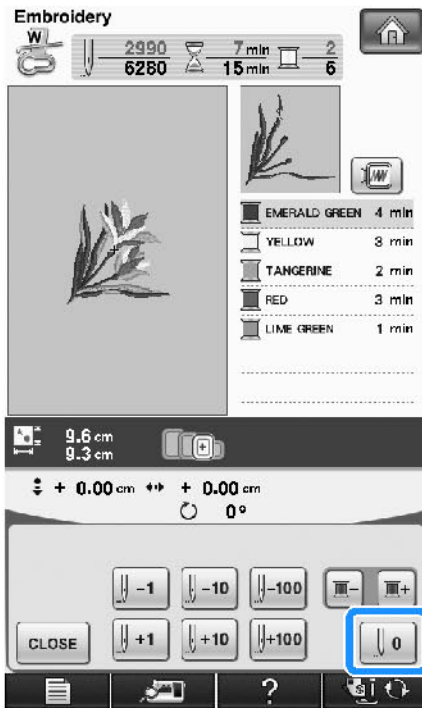 Embroidery
W
2990 7 min 2
6280 15 min 6
EMERALD GREEN 4 min
YELLOW 3 min
TANGERINE 2 min
RED 3 min
LIME GREEN 1 min
9.6 cm
9.3 cm
+ 0.00 cm + 0.00 cm
0°
-1 -10 -100 - +
CLOSE +1 +10 +100 0
?